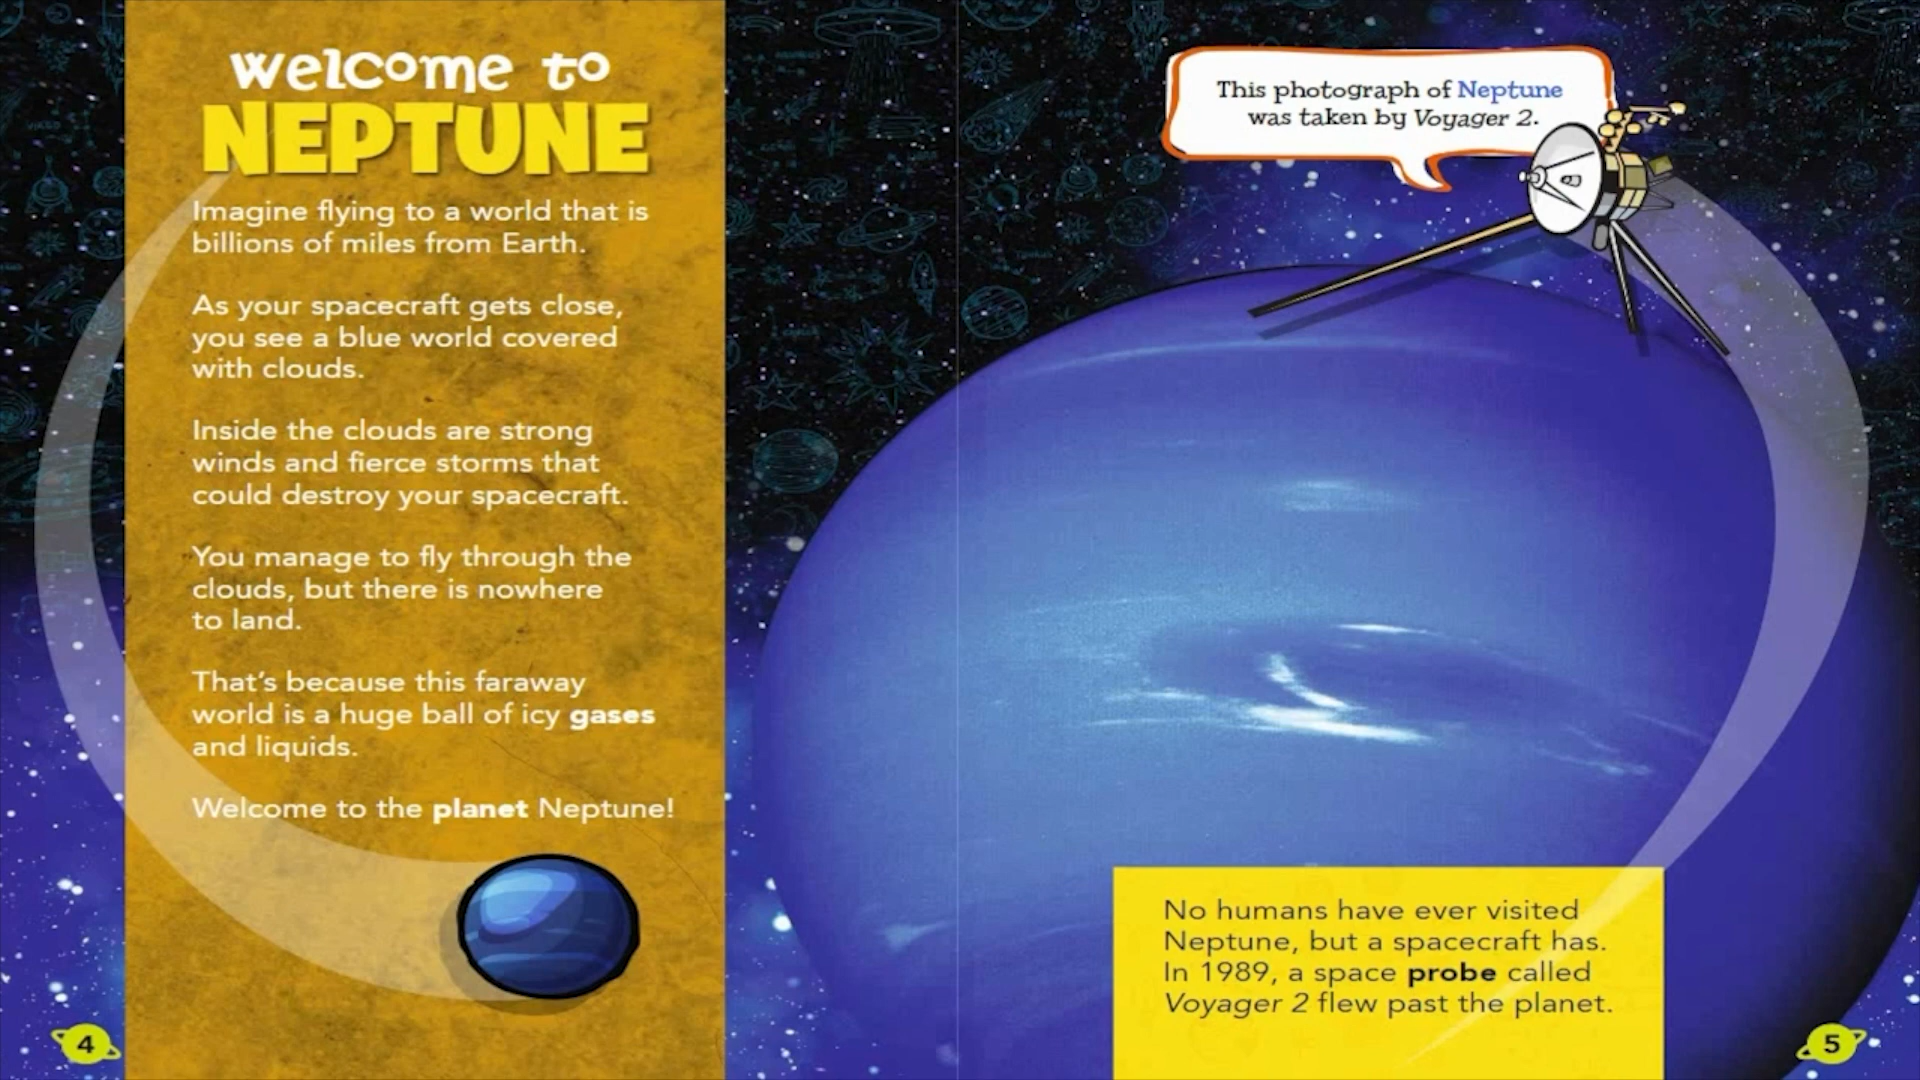 Welcome to
NEPTUNE
Imagine flying to a world that is
billions of miles from Earth.
As your spacecraft gets close,
you see a blue world covered
with clouds.
Inside the clouds are strong
winds and fierce storms that
could destroy your spacecraft.
You manage to fly through the
clouds, but there is nowhere
to land.
That's because this faraway
world is a huge ball of icy gases
and liquids.
Welcome to the planet Neptune!
4
This photograph of Neptune
was taken by Voyager 2.
No humans have ever visited
Neptune, but a spacecraft has.
In 1989, a space probe called
Voyager 2 flew past the planet.
5